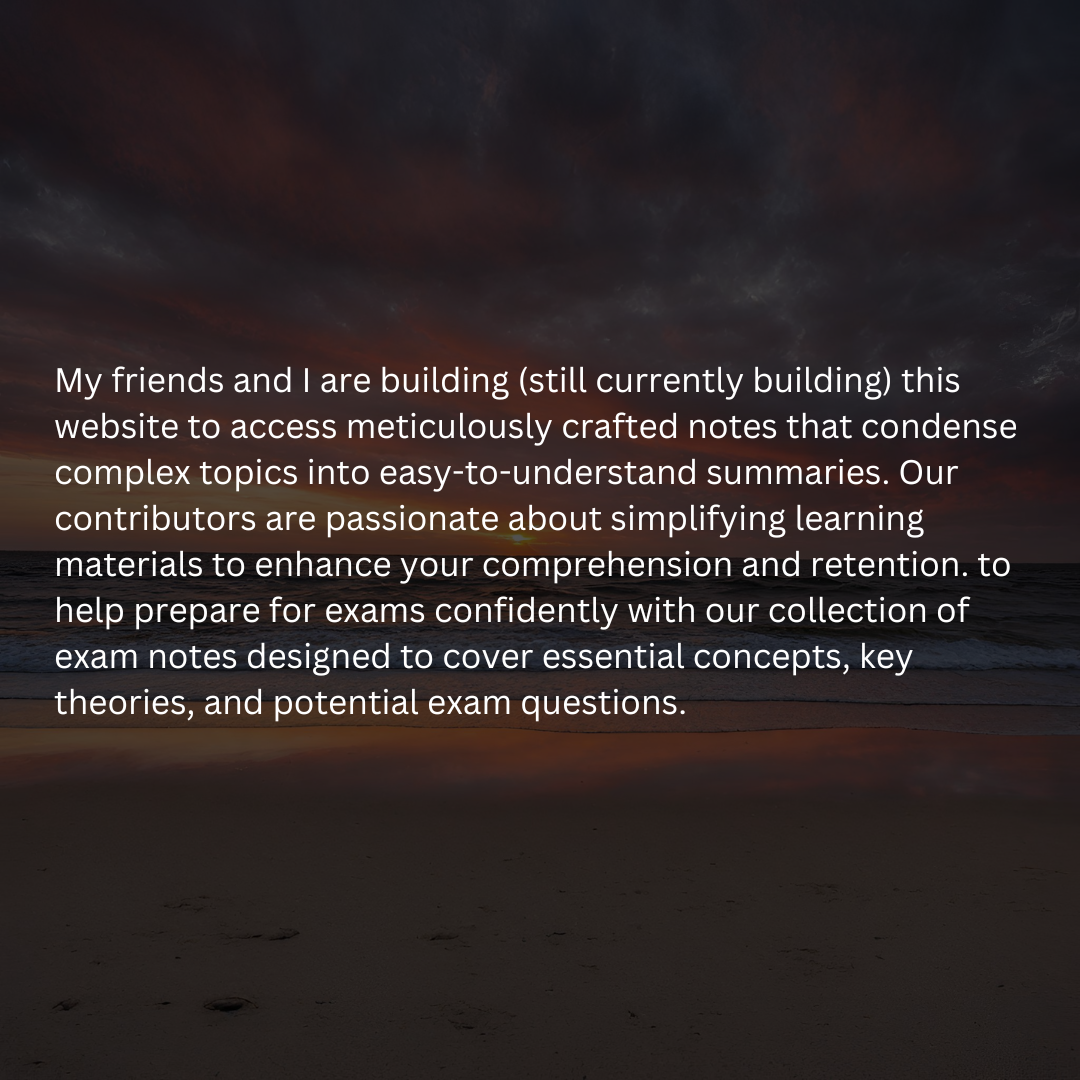 My friends and I are building (still currently building) this
website to access meticulously crafted notes that condense
complex topics into easy-to-understand summaries. Our
contributors are passionate about simplifying learning
materials to enhance your comprehension and retention. to
help prepare for exams confidently with our collection of
exam notes designed to cover essential concepts, key
theories, and potential exam questions.